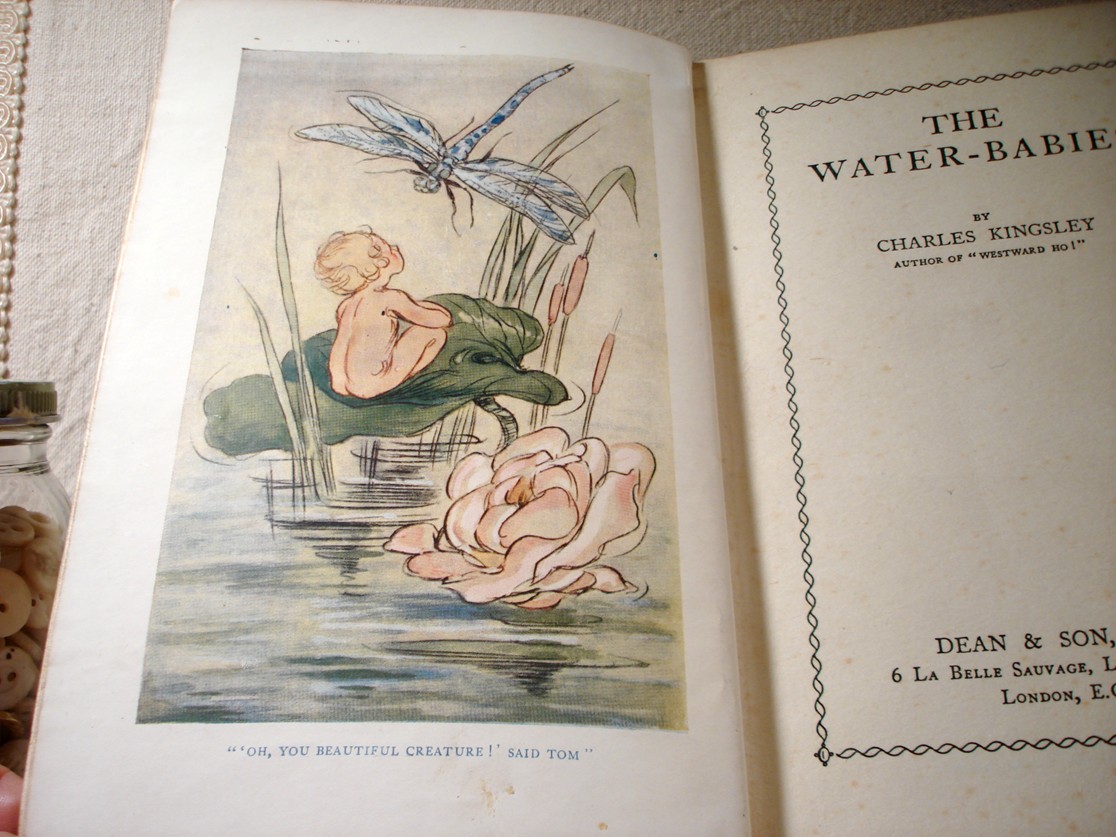 "'OH, YOU BEAUTIFUL CREATURE!' SAID TOM"
THE
WATER-BABIE
BY
CHARLES KINGSLEY
AUTHOR OF "WESTWARD HO!"
DEAN & SON,
6 LA BELLE SAUVAGE, L
LONDON, E.C